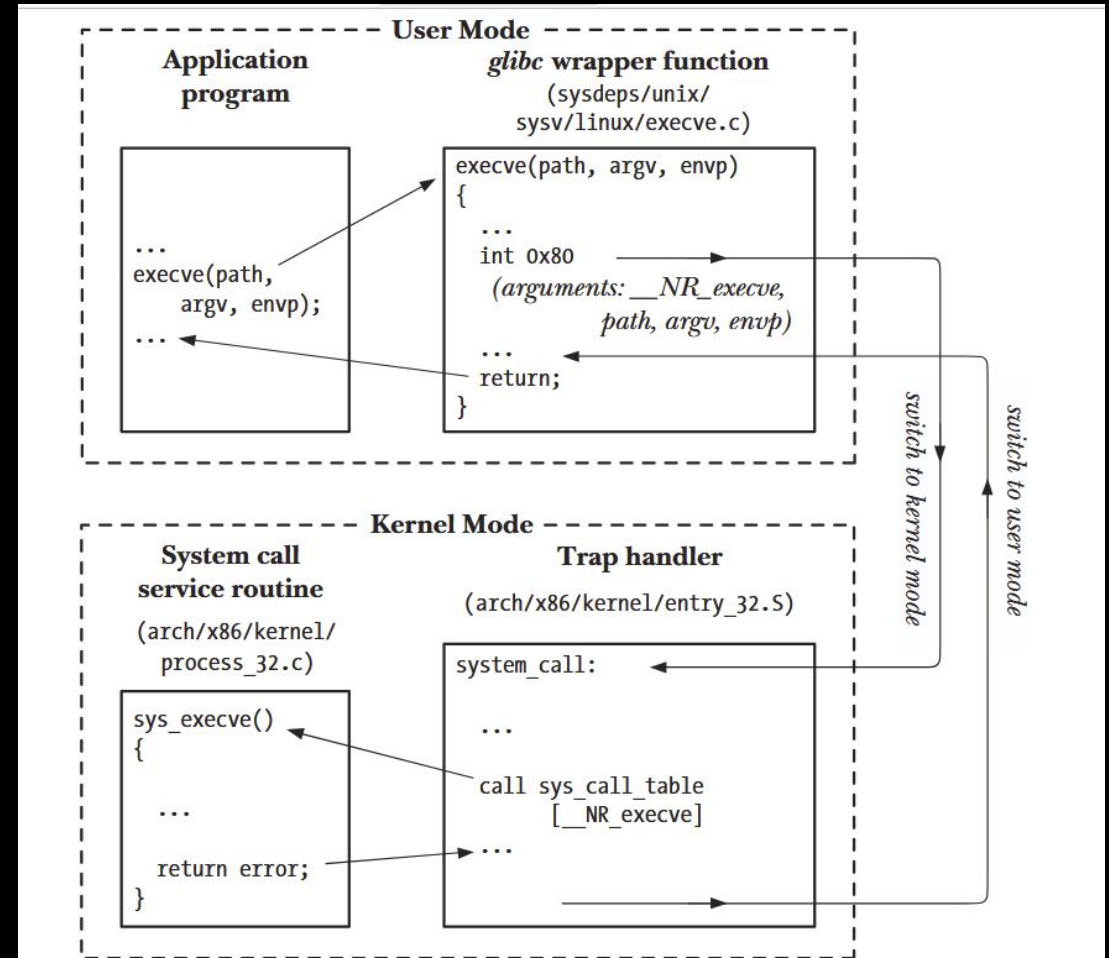 User Mode
Application
program
glibc wrapper function
(sysdeps/unix/
sysv/linux/execve.c)
...
execve(path,
argv, envp);
...
execve(path, argv, envp)
{
...
int 0x80
(arguments: __NR_execve,
path, argv, envp)
...
return;
}
switch to kernel mode
switch to user mode
Kernel Mode
System call
service routine
(arch/x86/kernel/
process_32.c)
Trap handler
(arch/x86/kernel/entry_32.S)
sys_execve()
{
...
return error;
}
system_call:
...
call sys_call_table
[__NR_execve]
...